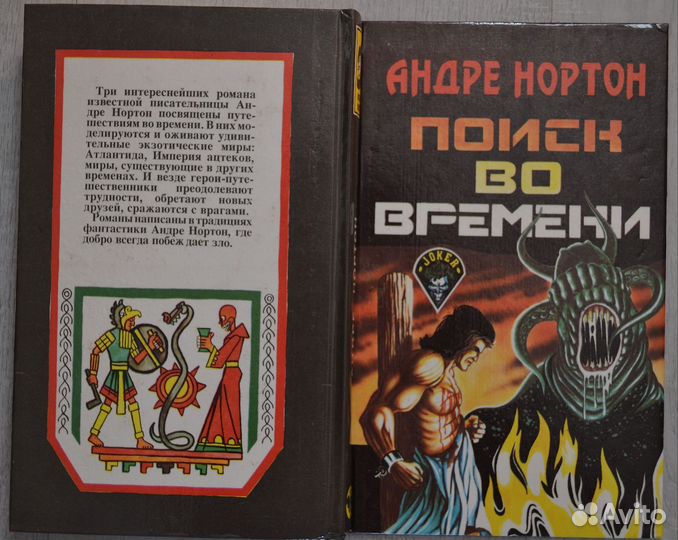 Три интереснейших романа
известной писательницы Ан-
дре Нортон посвящены путе-
шествиям во времени. В них мо-
делируются и оживают удиви-
тельные экзотические миры:
Атлантида, Империя ацтеков,
миры, существующие в других
временах. И везде герои-путе-
шественники преодолевают
трудности, обретают новых
друзей, сражаются с врагами.
Романы написаны в традициях
фантастики Андре Нортон, где
добро всегда побеждает зло.
АНДРЕ НОРТОН
ПОИСК
ВО
ВРЕМЕНИ
JOKER
Avito